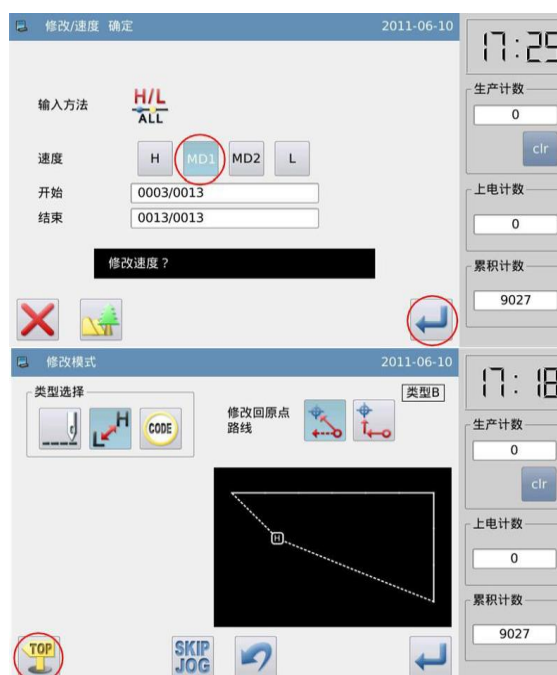 修改/速度 确定 2011-06-10
17:25
输入方法
H/L
ALL
生产计数
0
clr
速度 H MD1 MD2 L
开始 0003/0013
结束 0013/0013
上电计数
0
修改速度？
累积计数
9027
修改模式 2011-06-10
17:18
类型选择
类型B
L H CODE
修改回原点
路线
生产计数
0
clr
H
上电计数
0
累积计数
9027
TOP
SKIP
JOG